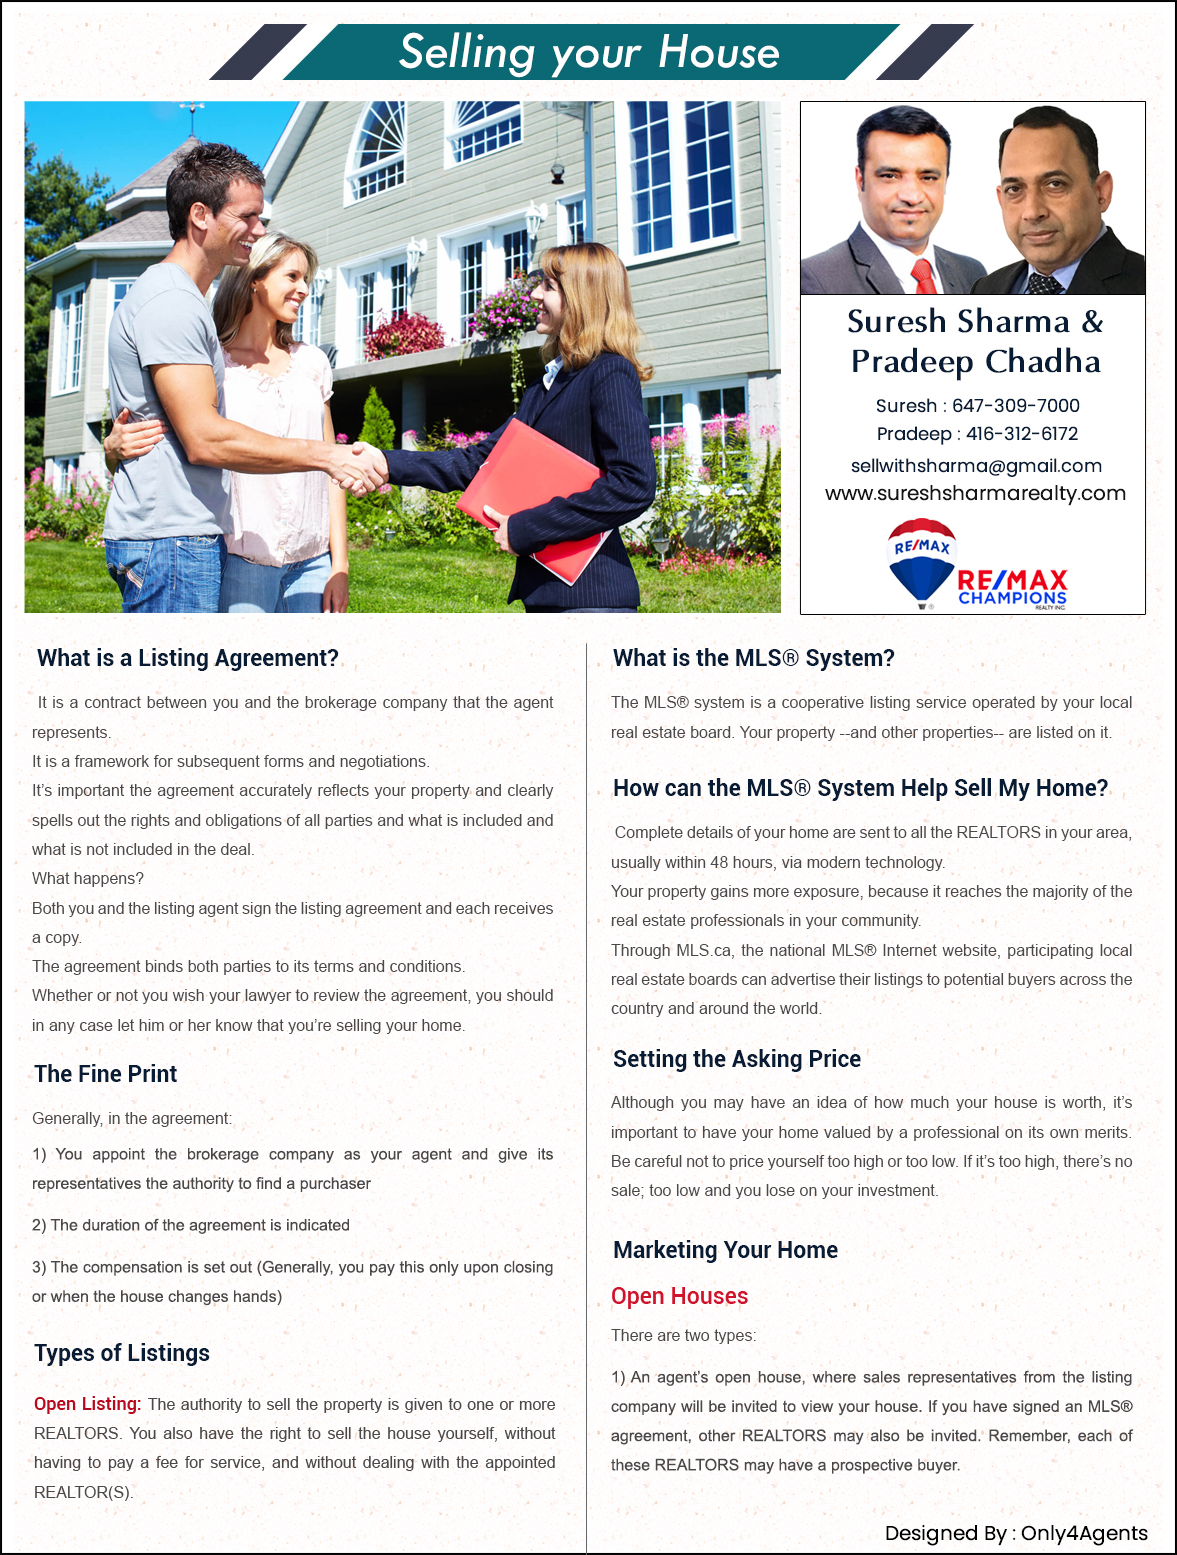 Selling your House
Suresh Sharma &
Pradeep Chadha
Suresh : 647-309-7000
Pradeep : 416-312-6172
sellwithsharma@gmail.com
www.sureshsharmarealty.com
RE/MAX
RE/MAX
CHAMPIONS
REALTY INC.
What is a Listing Agreement?
It is a contract between you and the brokerage company that the agent
represents.
It is a framework for subsequent forms and negotiations.
It’s important the agreement accurately reflects your property and clearly
spells out the rights and obligations of all parties and what is included and
what is not included in the deal.
What happens?
Both you and the listing agent sign the listing agreement and each receives
a copy.
The agreement binds both parties to its terms and conditions.
Whether or not you wish your lawyer to review the agreement, you should
in any case let him or her know that you’re selling your home.
The Fine Print
Generally, in the agreement:
1) You appoint the brokerage company as your agent and give its
representatives the authority to find a purchaser
2) The duration of the agreement is indicated
3) The compensation is set out (Generally, you pay this only upon closing
or when the house changes hands)
Types of Listings
Open Listing: The authority to sell the property is given to one or more
REALTORS. You also have the right to sell the house yourself, without
having to pay a fee for service, and without dealing with the appointed
REALTOR(S).
What is the MLS® System?
The MLS® system is a cooperative listing service operated by your local
real estate board. Your property --and other properties-- are listed on it.
How can the MLS® System Help Sell My Home?
Complete details of your home are sent to all the REALTORS in your area,
usually within 48 hours, via modern technology.
Your property gains more exposure, because it reaches the majority of the
real estate professionals in your community.
Through MLS.ca, the national MLS® Internet website, participating local
real estate boards can advertise their listings to potential buyers across the
country and around the world.
Setting the Asking Price
Although you may have an idea of how much your house is worth, it’s
important to have your home valued by a professional on its own merits.
Be careful not to price yourself too high or too low. If it’s too high, there’s no
sale; too low and you lose on your investment.
Marketing Your Home
Open Houses
There are two types:
1) An agent’s open house, where sales representatives from the listing
company will be invited to view your house. If you have signed an MLS®
agreement, other REALTORS may also be invited. Remember, each of
these REALTORS may have a prospective buyer.
Designed By : Only4Agents